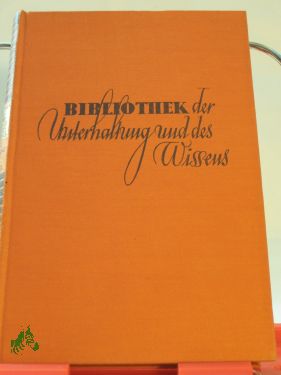 BIBLIOTHEK der
Unterhaltung und des
Wissens